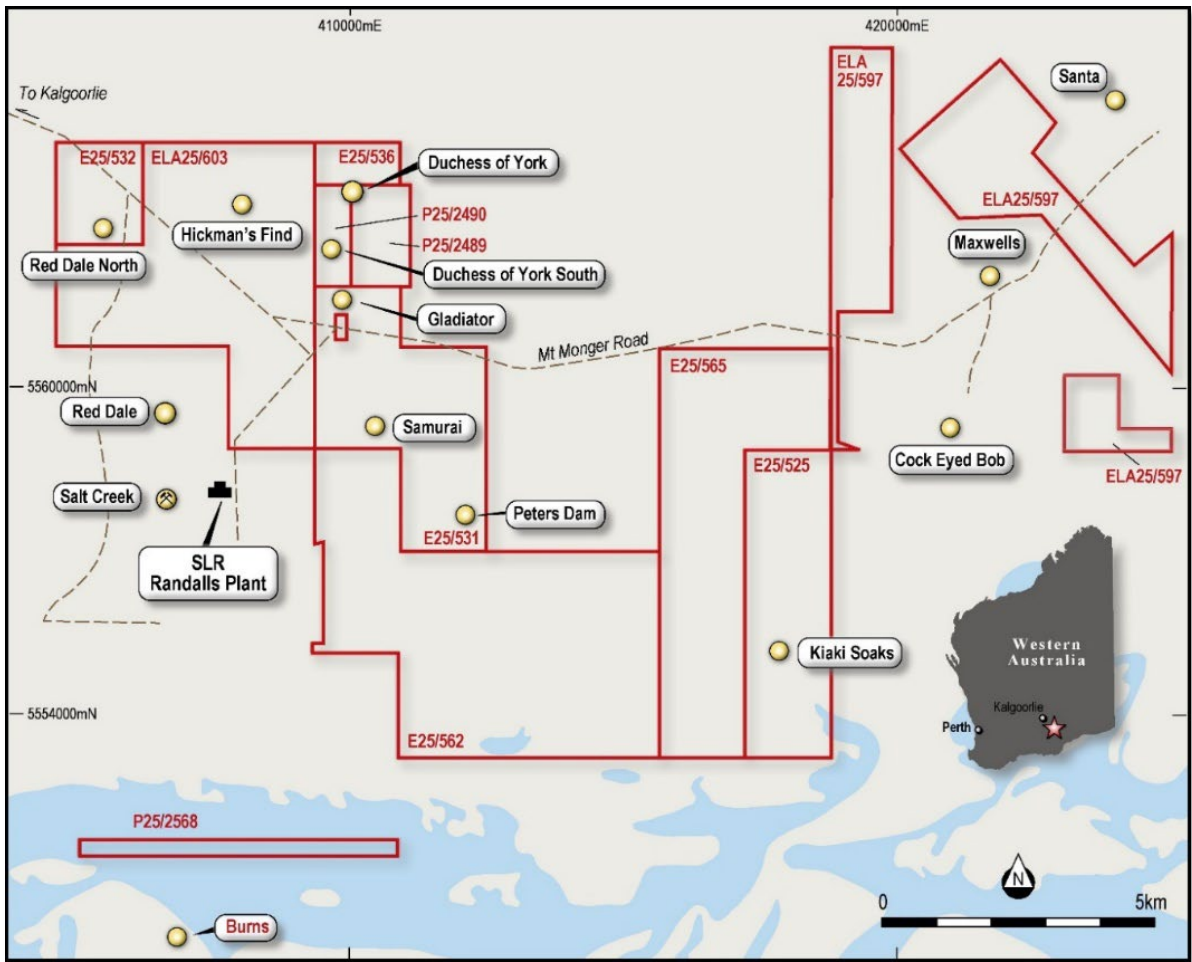 410000mE
420000mE
To Kalgoorlie
ELA
25/597
Santa
E25/532
ELA25/603
E25/536
Duchess of York
P25/2490
ELA25/597
Hickman's Find
P25/2489
Maxwells
Red Dale North
Duchess of York South
Gladiator
Mt Monger Road
E25/565
5560000mN
Red Dale
Samurai
Cock Eyed Bob
E25/525
ELA25/597
Salt Creek
Peters Dam
E25/531
SLR
Randalls Plant
Western
Australia
Kiaki Soaks
Kalgoorlie
5554000mN
Perth
E25/562
P25/2568
N
0
5km
Burns